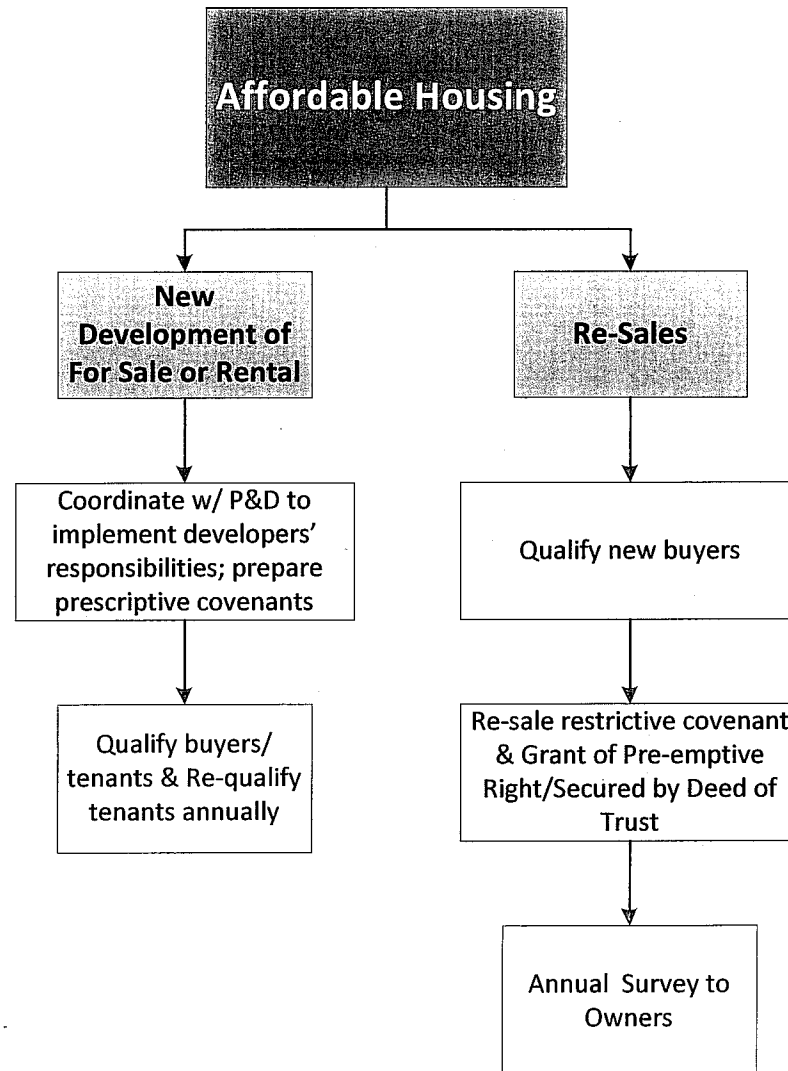 Affordable Housing
New
Development of
For Sale or Rental
Re-Sales
Coordinate w/ P&D to
implement developers’
responsibilities; prepare
prescriptive covenants
Qualify new buyers
Qualify buyers/
tenants & Re-qualify
tenants annually
Re-sale restrictive covenant
& Grant of Pre-emptive
Right/Secured by Deed of
Trust
Annual  Survey to
Owners